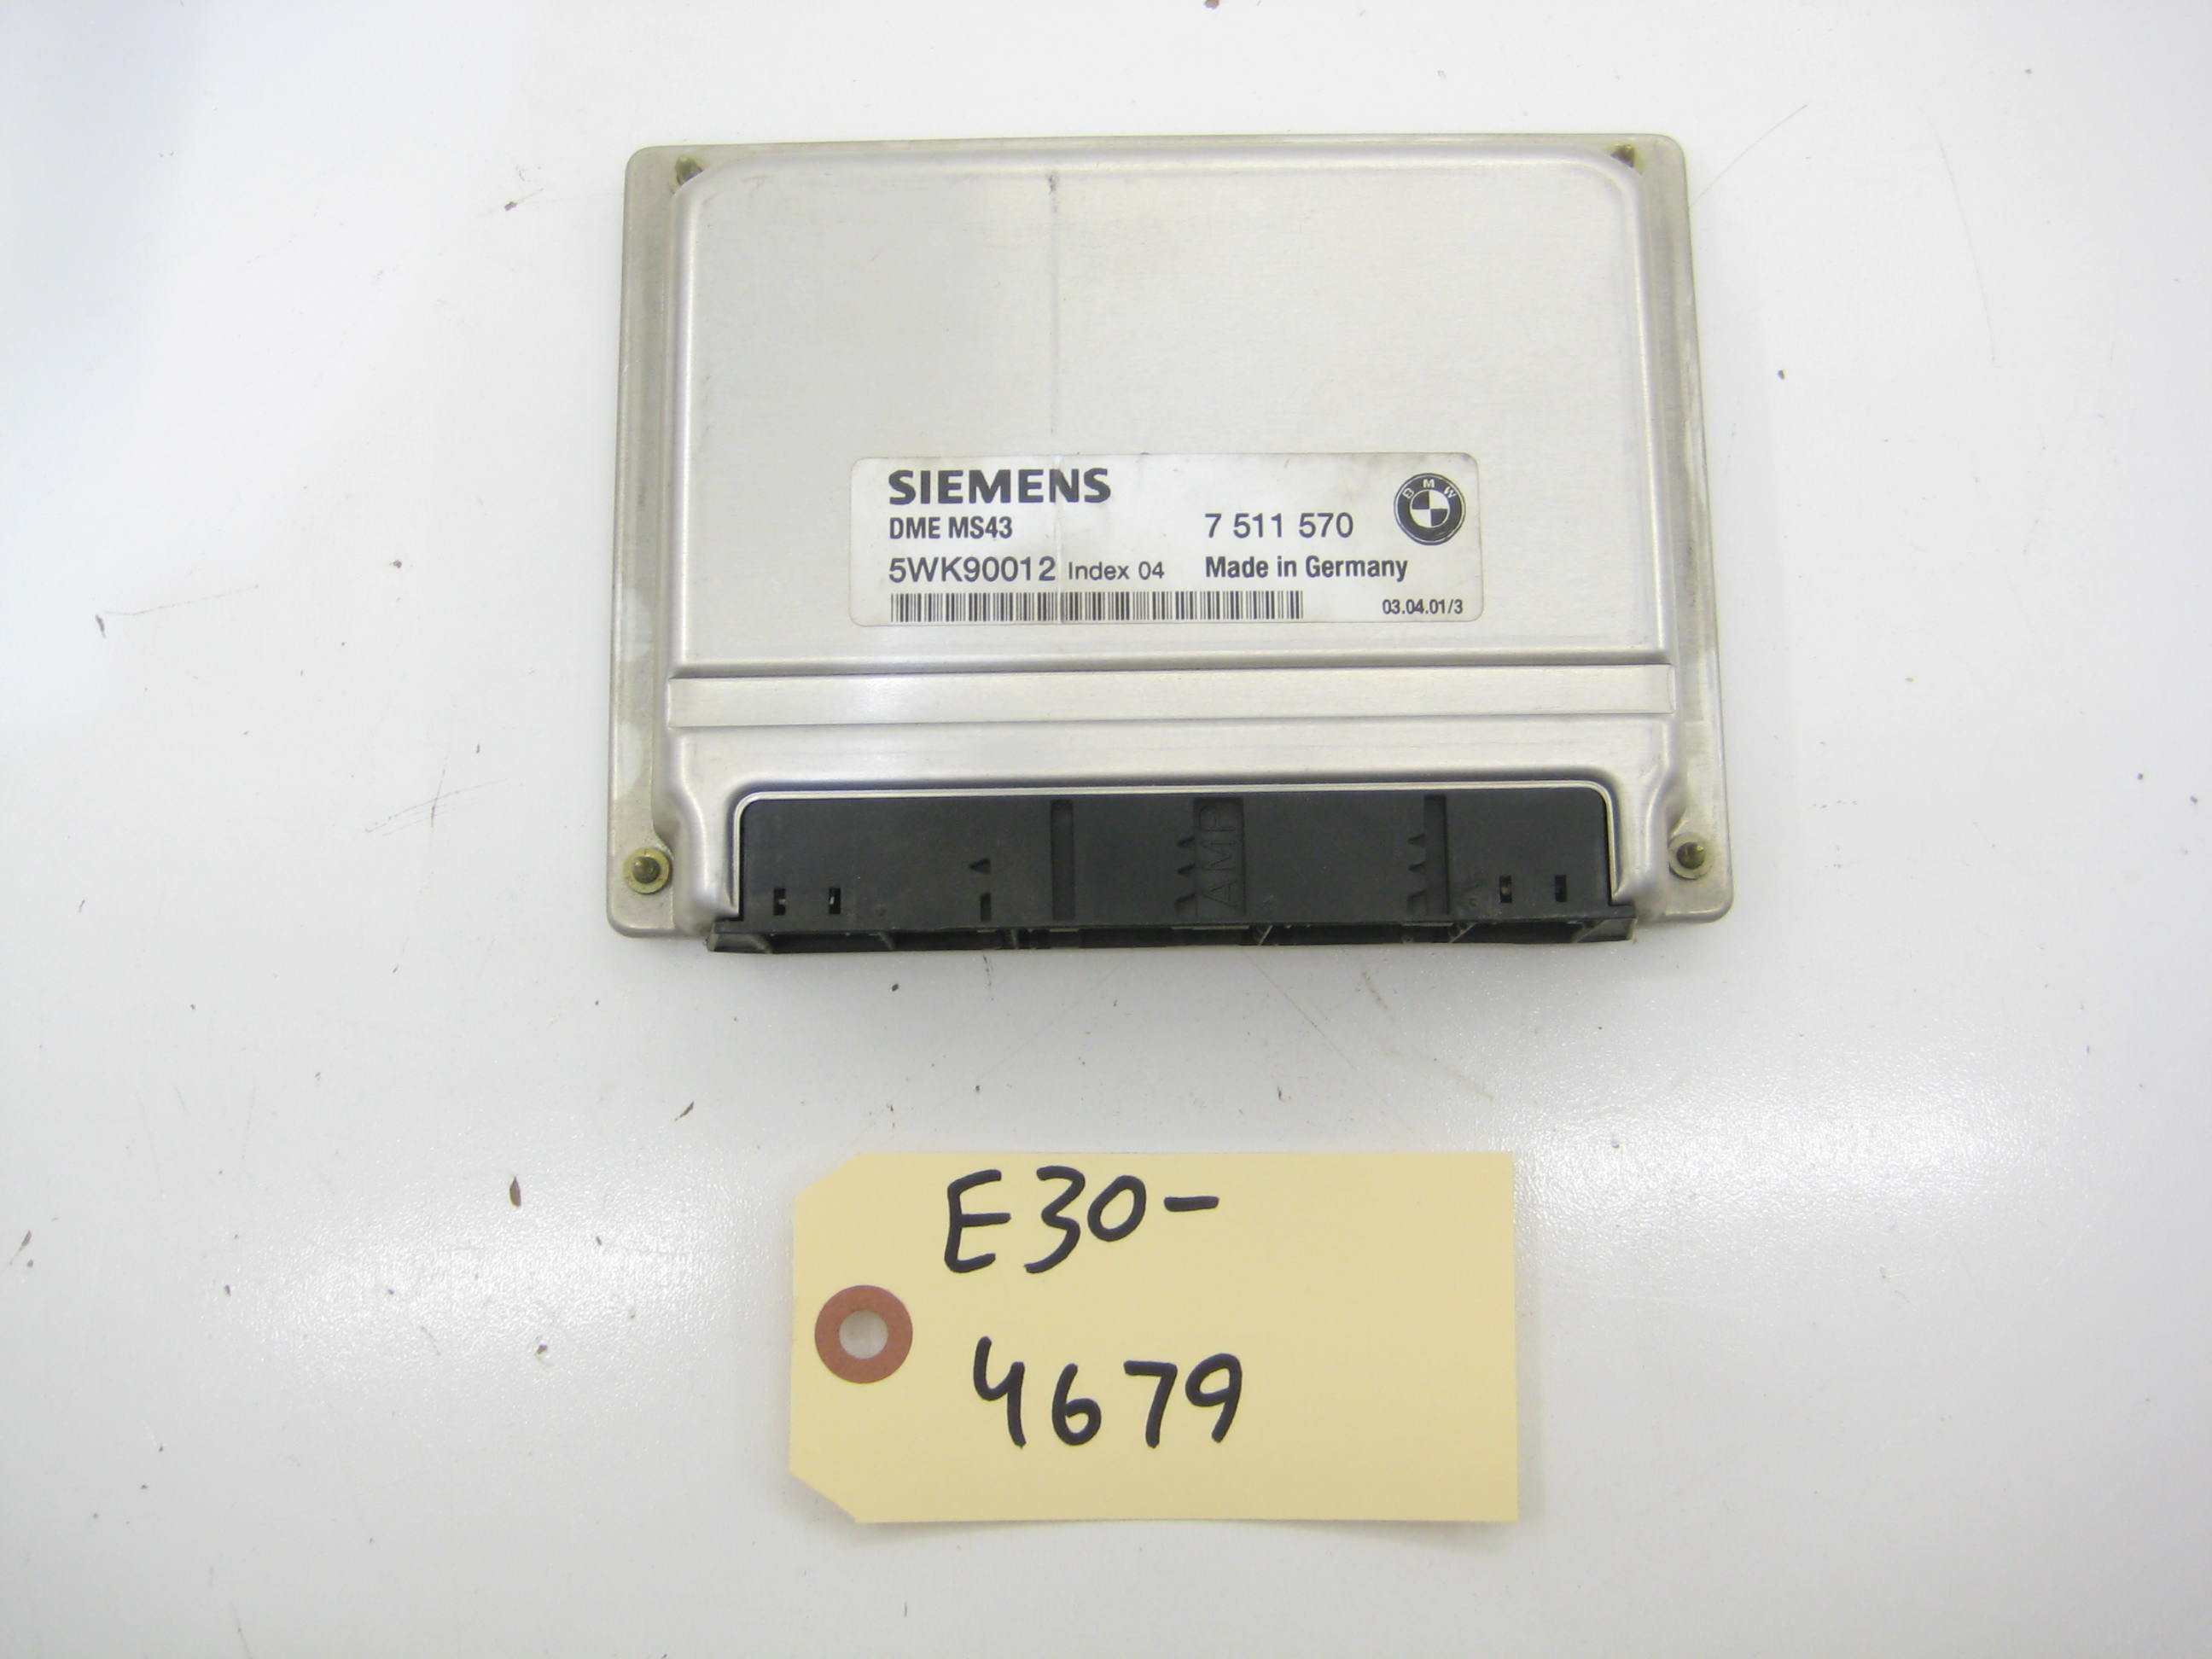 SIEMENS
DME MS43 7 511 570 BMW
5WK90012 Index 04 Made in Germany
03.04.01/3
AMP
E30-
4679